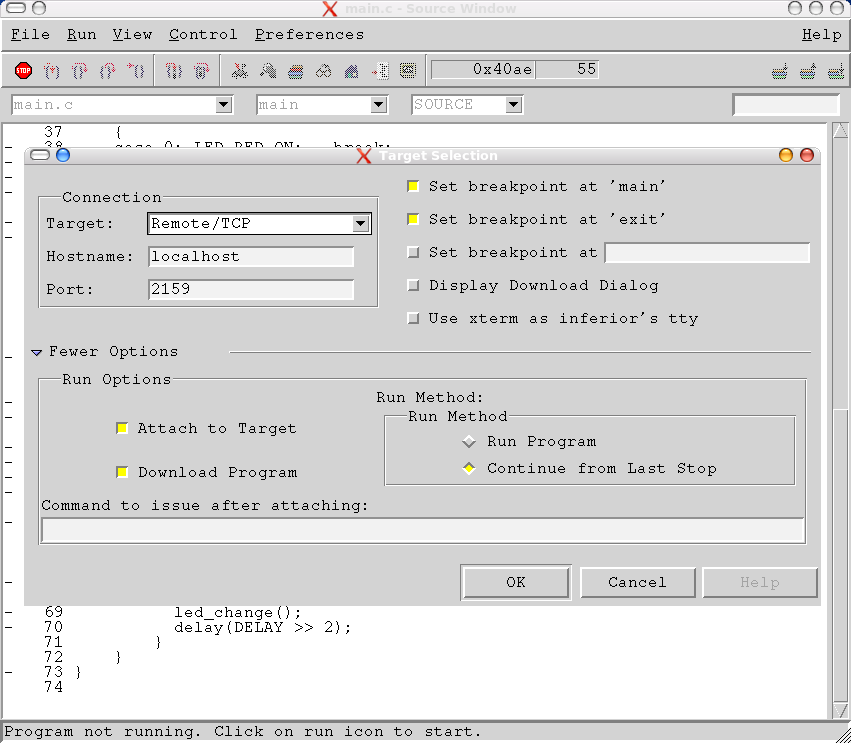 main.c - Source Window
File Run View Control Preferences Help
STOP 0x40ae 55
main.c main SOURCE
37 {
38 case 0: LED_RED_ON; break;
Target Selection
Connection
Target: Remote/TCP
Hostname: localhost
Port: 2159
Set breakpoint at 'main'
Set breakpoint at 'exit'
Set breakpoint at
Display Download Dialog
Use xterm as inferior's tty
Fewer Options
Run Options
Attach to Target
Download Program
Run Method:
Run Method
Run Program
Continue from Last Stop
Command to issue after attaching:
OK Cancel Help
69 led_change();
70 delay(DELAY >> 2);
71 }
72 }
73 }
74
Program not running. Click on run icon to start.